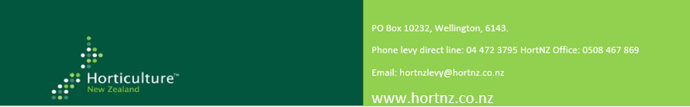 Horticulture™
New Zealand
PO Box 10232, Wellington, 6143.
Phone levy direct line: 04 472 3795 HortNZ Office: 0508 467 869
Email: hortnzlevy@hortnz.co.nz
www.hortnz.co.nz